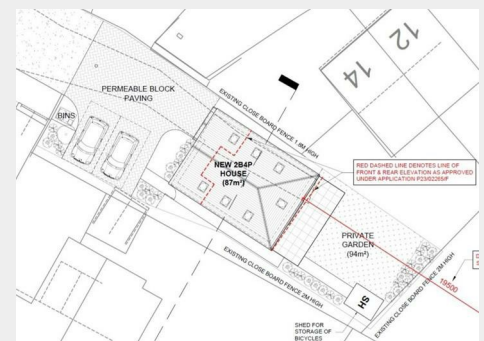 12
14
PERMEABLE BLOCK
PAVING
EXISTING CLOSE BOARD FENCE 1.8M HIGH
BINS
NEW 2B4P
HOUSE
(87m²)
RED DASHED LINE DENOTES LINE OF
FRONT & REAR ELEVATION AS APPROVED
UNDER APPLICATION P23/S2265/F
PRIVATE
GARDEN
(94m²)
EXISTING CLOSE BOARD FENCE 2M HIGH
19500
SH
EXISTING CLOSE BOARD FENCE 2M HIGH
SHED FOR
STORAGE OF
BICYCLES